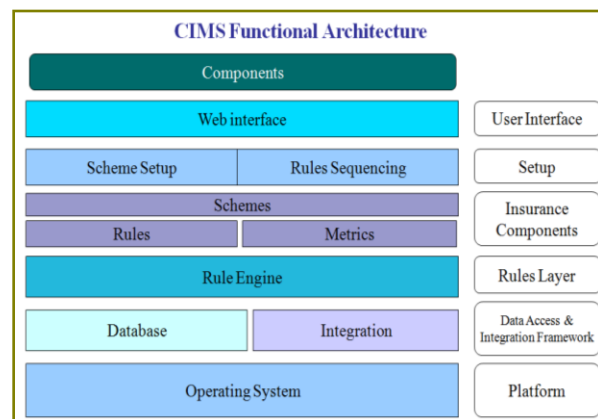 CIMS Functional Architecture
Components
Web interface
User Interface
Scheme Setup
Rules Sequencing
Setup
Schemes
Rules
Metrics
Insurance
Components
Rule Engine
Rules Layer
Database
Integration
Data Access &
Integration Framework
Operating System
Platform